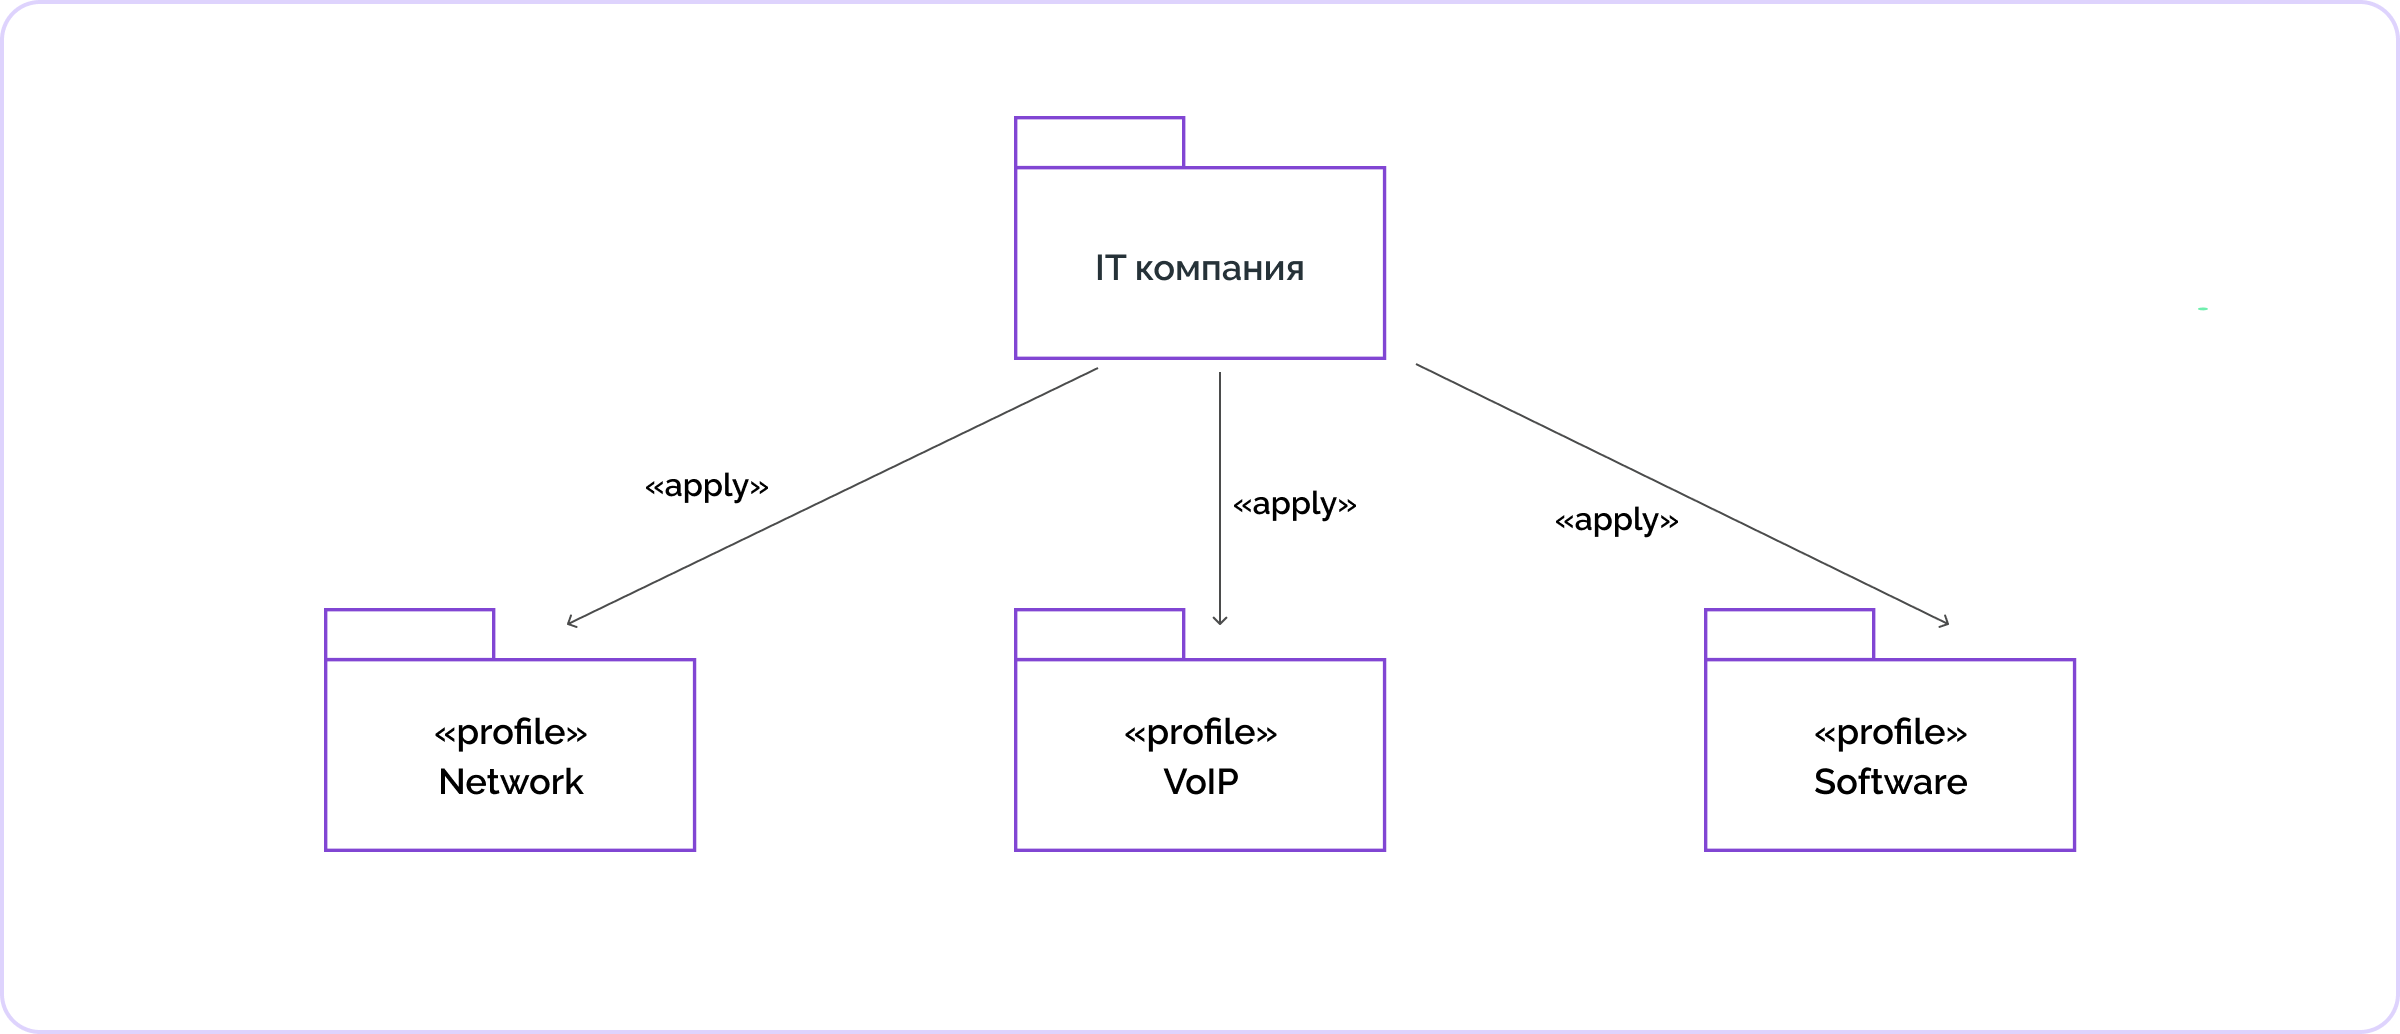 IT компания
«apply»
«apply»
«apply»
«profile»
Network
«profile»
VoIP
«profile»
Software